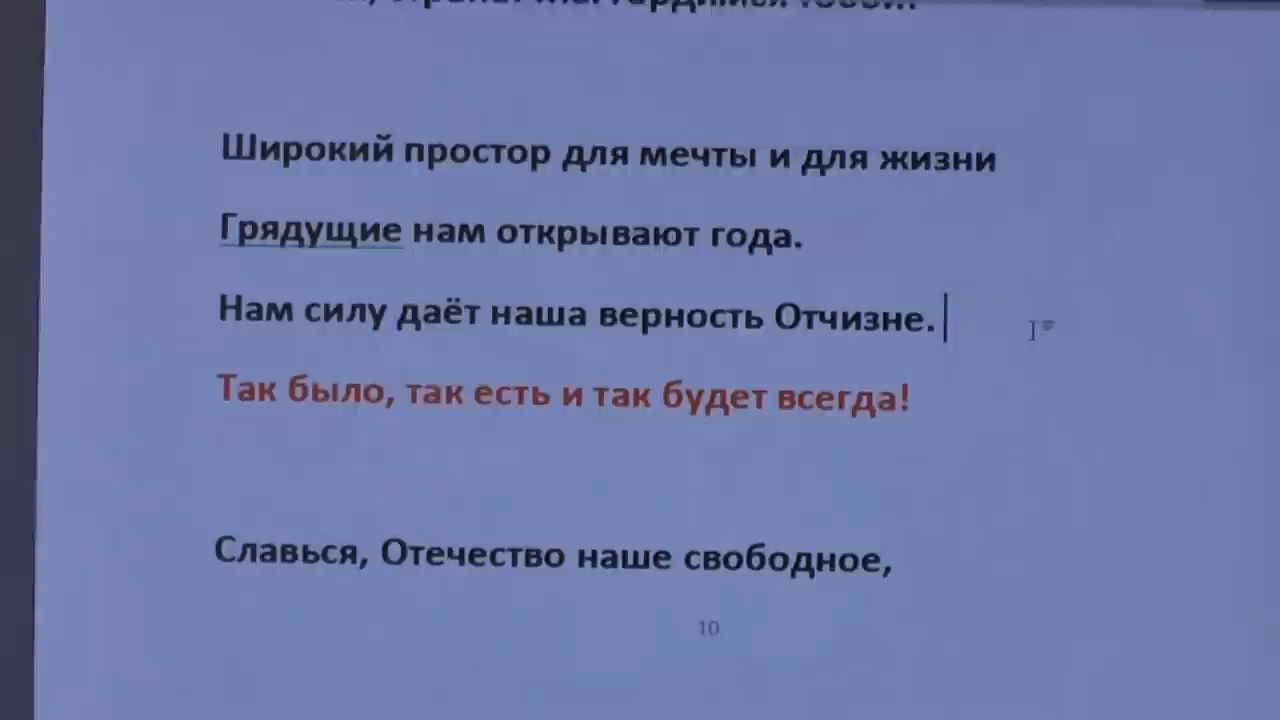 Широкий простор для мечты и для жизни
Грядущие нам открывают года.
Нам силу даёт наша верность Отчизне.
Так было, так есть и так будет всегда!
Славься, Отечество наше свободное,
10